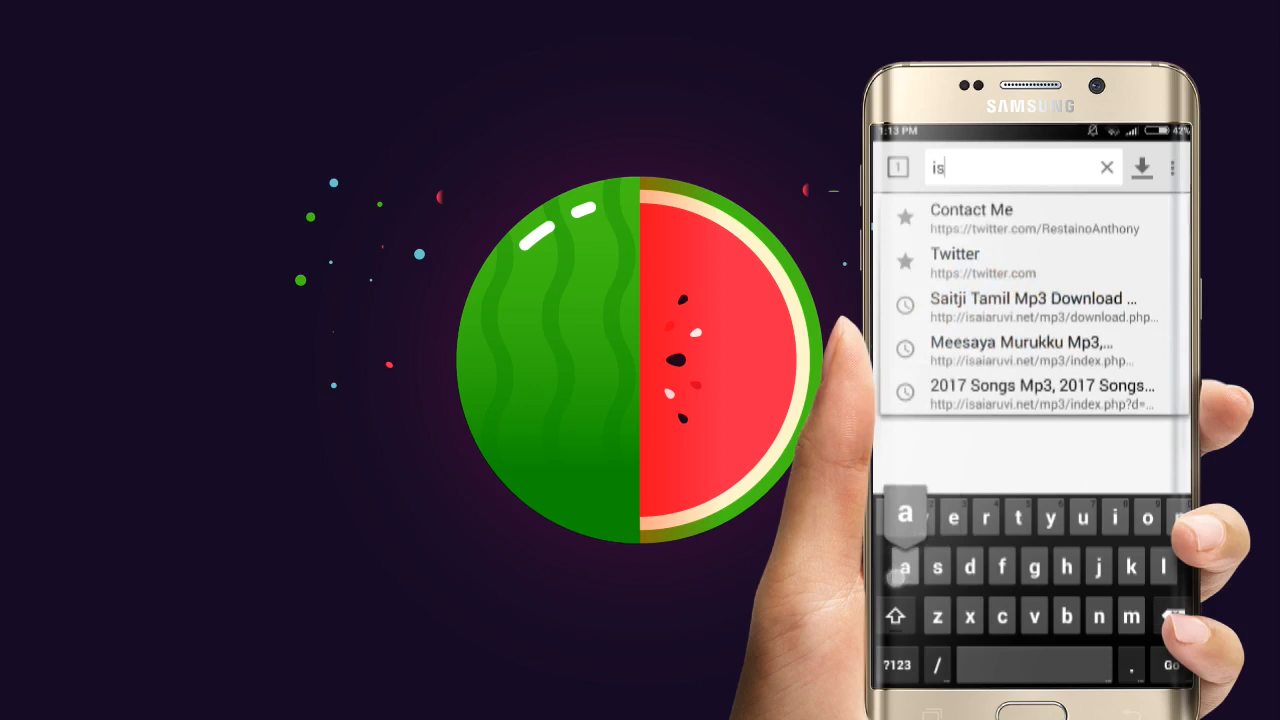 SAMSUNG
1:13 PM 42%
1 is
Contact Me
https://twitter.com/RestainoAnthony
Twitter
https://twitter.com
Saitji Tamil Mp3 Download ...
http://isaiaruvi.net/mp3/download.php...
Meesaya Murukku Mp3,...
http://isaiaruvi.net/mp3/index.php...
2017 Songs Mp3, 2017 Songs...
http://isaiaruvi.net/mp3/index.php?d=...
a
e r t y u i o
a s d f g h j k l
z x c v b n m
?123 / . Go